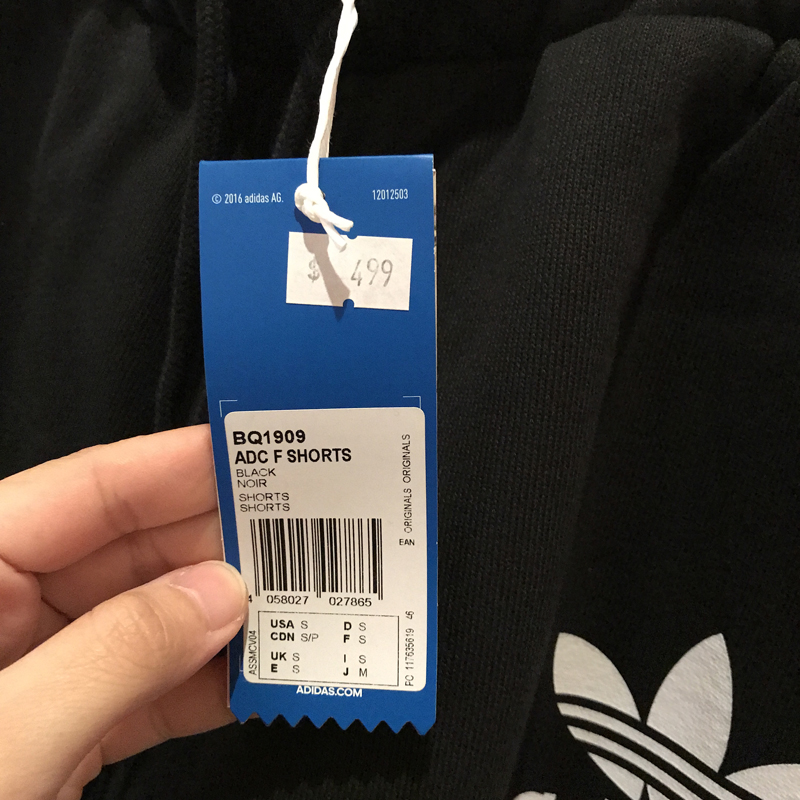 © 2016 adidas AG.
12012503
$ 499
BQ1909
ADC F SHORTS
BLACK
NOIR
SHORTS
SHORTS
ORIGINALS ORIGINALS
EAN
4 058027 027865
USA S D S
CDN S/P F S
UK S I S
E S J M
ASSMCV04
PC 117635619 46
ADIDAS.COM